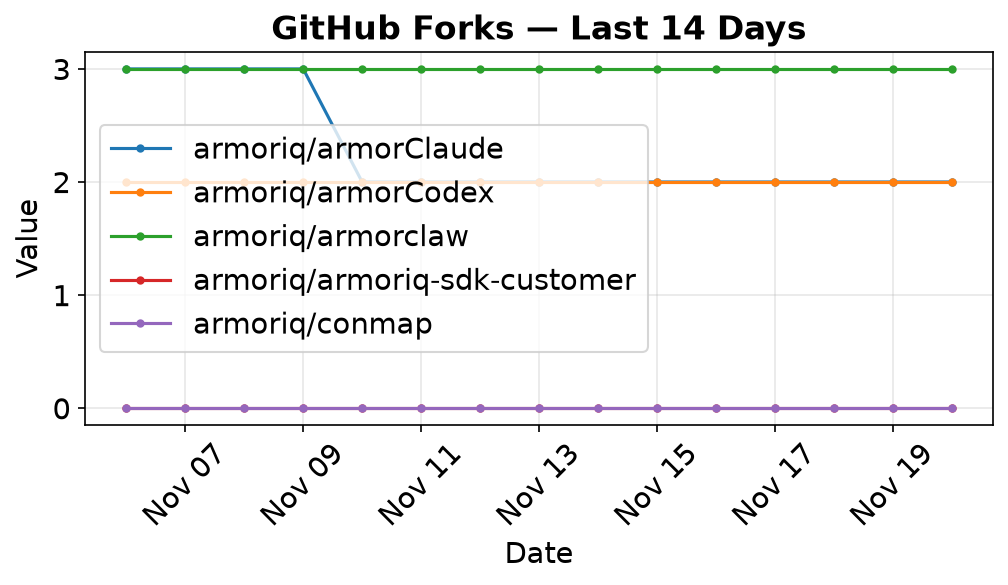 GitHub Forks — Last 14 Days
Value
3
2
1
0
armoriq/armorClaude
armoriq/armorCodex
armoriq/armorclaw
armoriq/armoriq-sdk-customer
armoriq/conmap
Nov 07
Nov 09
Nov 11
Nov 13
Nov 15
Nov 17
Nov 19
Date